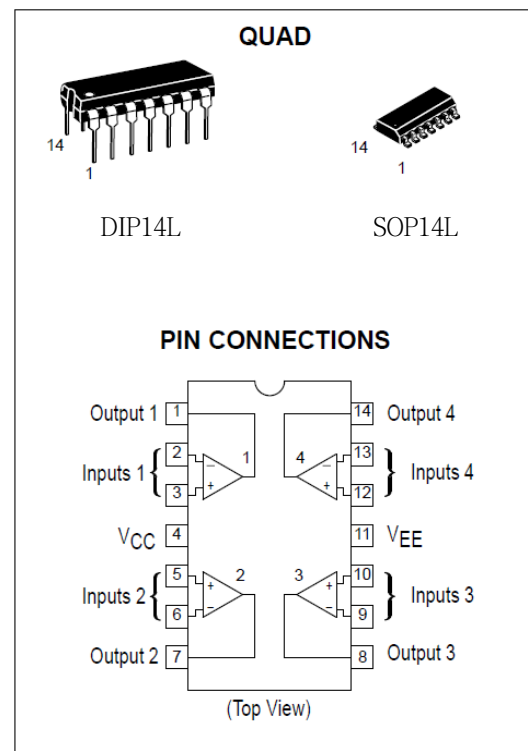 QUAD
14
1
14
1
DIP14L SOP14L
PIN CONNECTIONS
Output 1 1 14 Output 4
2 − 1 4 − 13
Inputs 1 Inputs 4
3 + + 12
VCC 4 11 VEE
5 + 2 3 + 10
Inputs 2 Inputs 3
6 − − 9
Output 2 7 8 Output 3
(Top View)